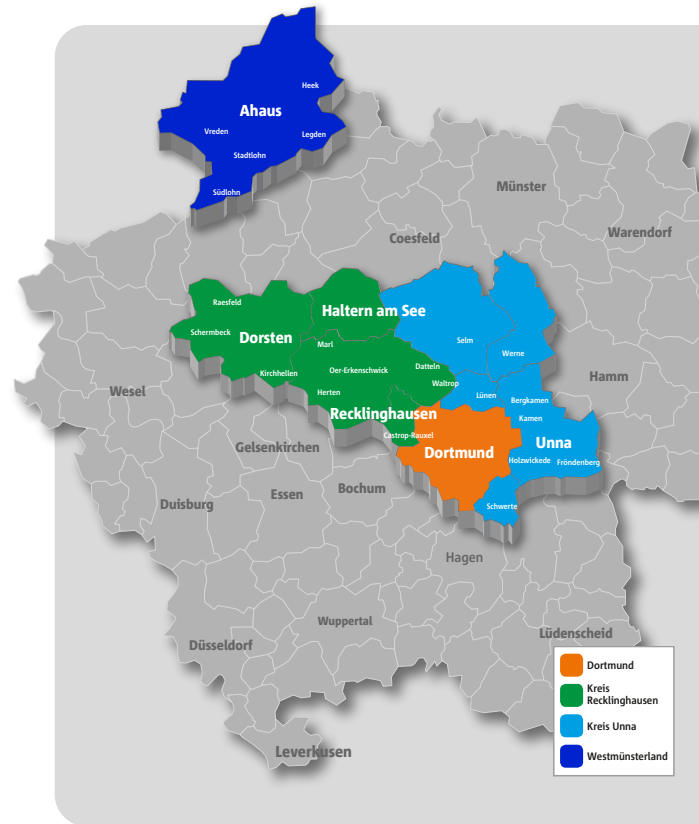 Heek
Ahaus
Vreden
Legden
Stadtlohn
Südlohn
Münster
Warendorf
Coesfeld
Raesfeld
Haltern am See
Schermbeck
Dorsten
Marl
Selm
Werne
Datteln
Oer-Erkenschwick
Kirchhellen
Waltrop
Hamm
Wesel
Herten
Lünen
Bergkamen
Recklinghausen
Kamen
Castrop-Rauxel
Unna
Gelsenkirchen
Dortmund
Holzwickede
Fröndenberg
Bochum
Essen
Duisburg
Schwerte
Hagen
Wuppertal
Lüdenscheid
Düsseldorf
Leverkusen
Dortmund
Kreis
Recklinghausen
Kreis Unna
Westmünsterland